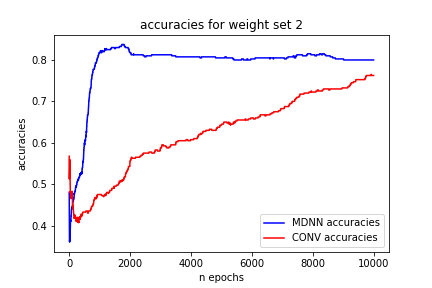 accuracies for weight set 2
accuracies
0.8
0.7
0.6
0.5
0.4
0
2000
4000
6000
8000
10000
n epochs
MDNN accuracies
CONV accuracies